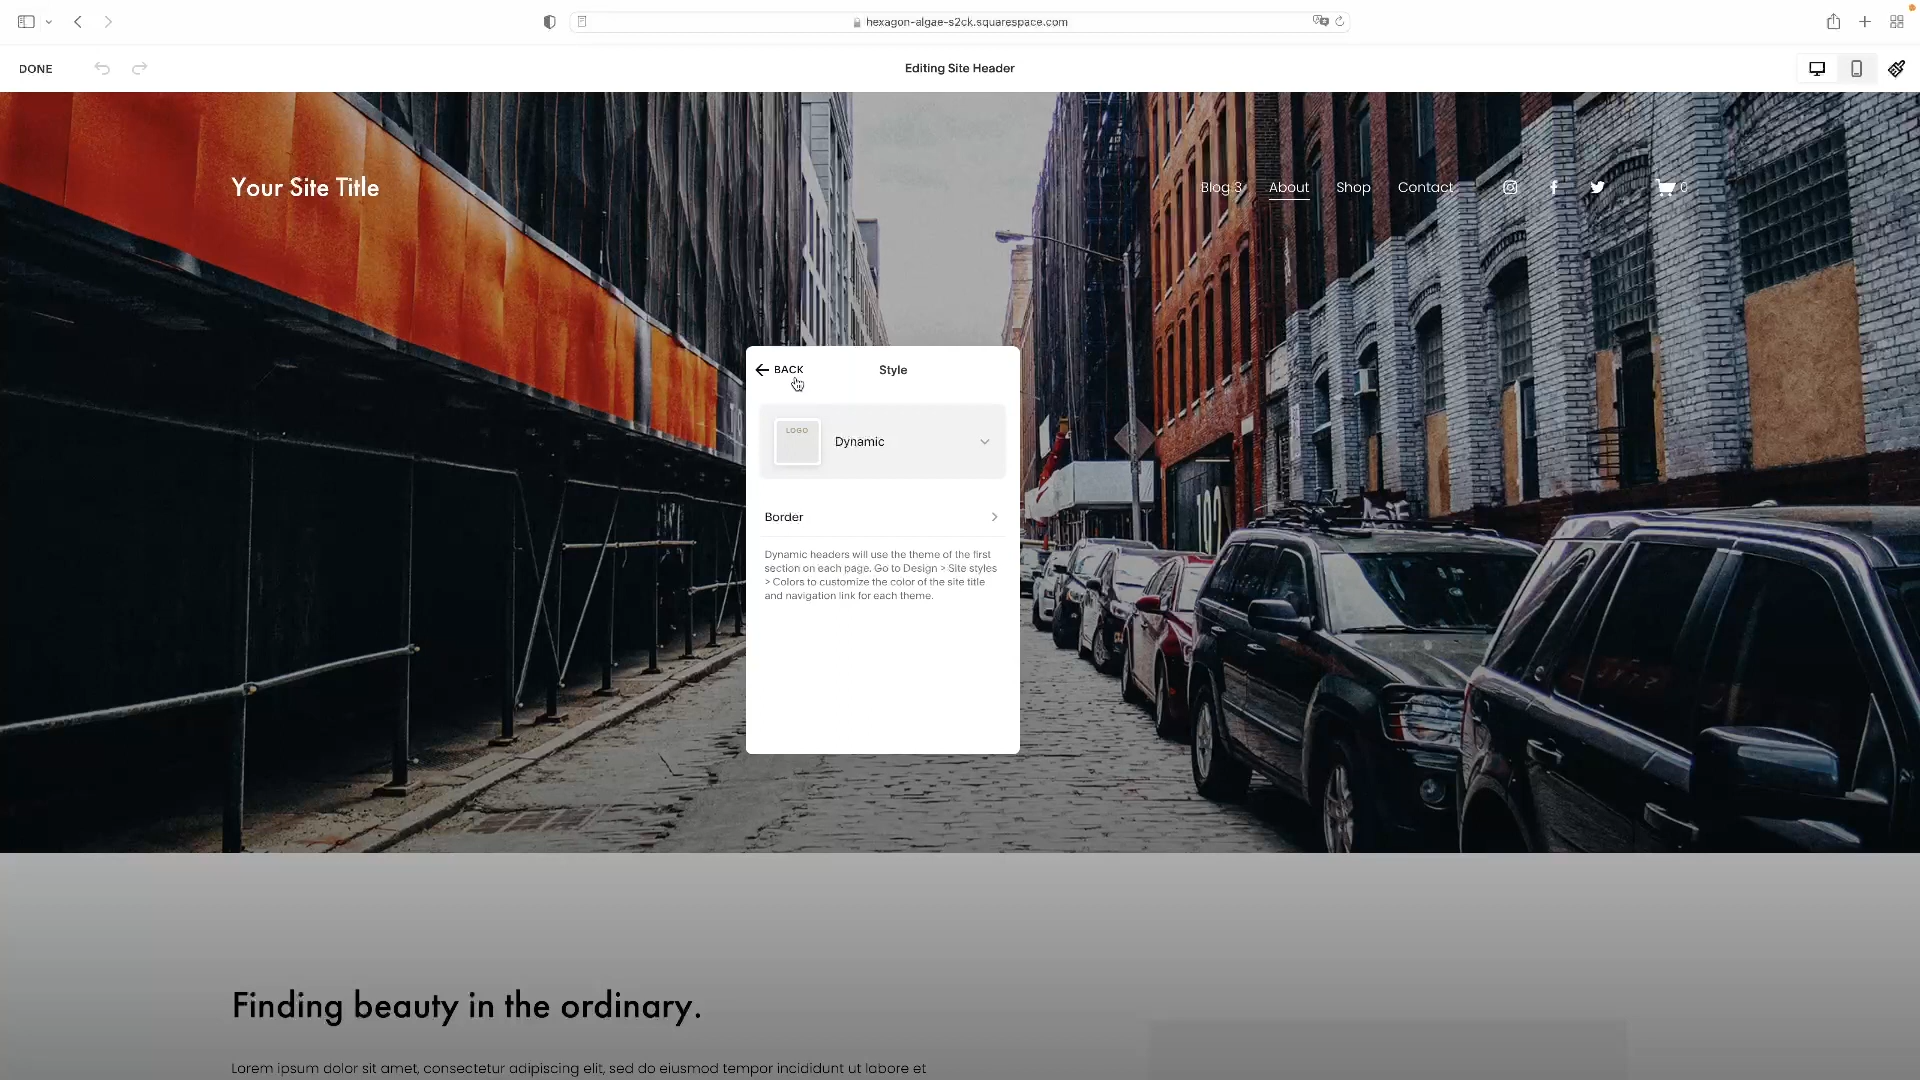 hexagon-algae-s2ck.squarespace.com
DONE
Editing Site Header
Your Site Title
Blog 3 About Shop Contact 0
BACK Style
LOGO
Dynamic
Border
Dynamic headers will use the theme of the first
section on each page. Go to Design > Site styles
> Colors to customize the color of the site title
and navigation link for each theme.
Finding beauty in the ordinary.
Lorem ipsum dolor sit amet, consectetur adipiscing elit, sed do eiusmod tempor incididunt ut labore et